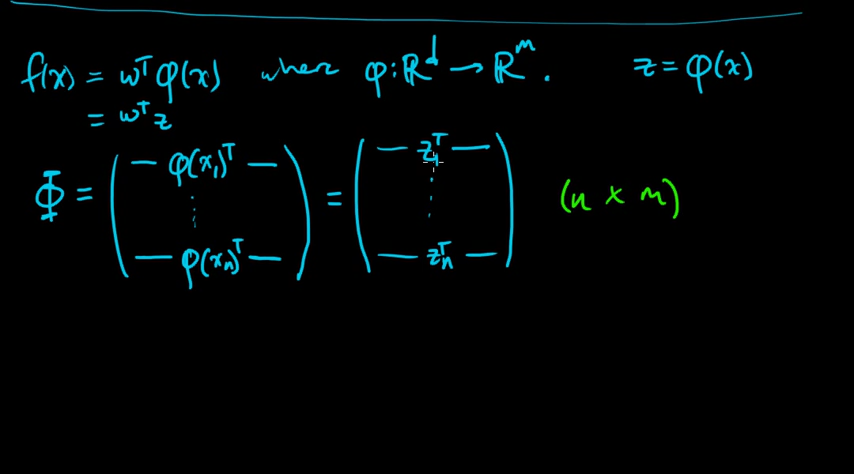 f(x) = wᵀφ(x) where φ: ℝᵈ → ℝᵐ. z = φ(x)
= wᵀz
Φ = ( — φ(x₁)ᵀ — ⋮ — φ(xₙ)ᵀ — ) = ( — z₁ᵀ — ⋮ — zₙᵀ — ) (n × m)